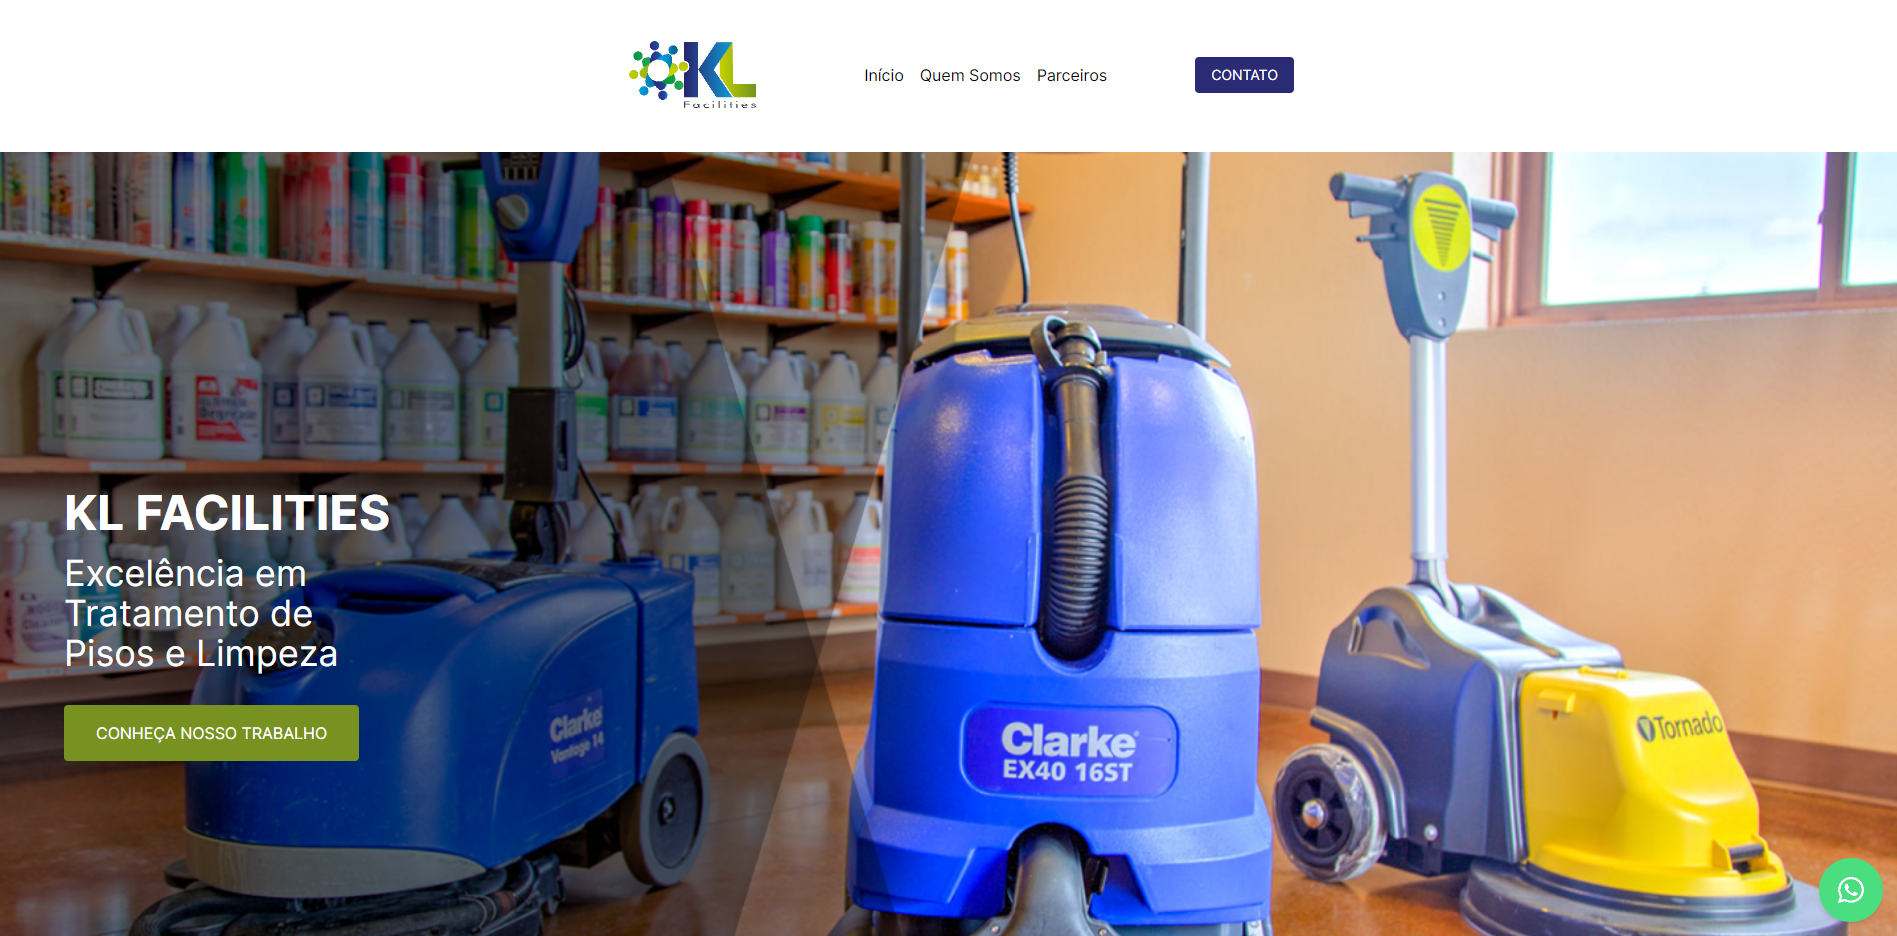 KL
Facilities
Início Quem Somos Parceiros
CONTATO
KL FACILITIES
Excelência em
Tratamento de
Pisos e Limpeza
CONHEÇA NOSSO TRABALHO
Clarke
Vantage 14
Clarke
EX40 16ST
Tornado